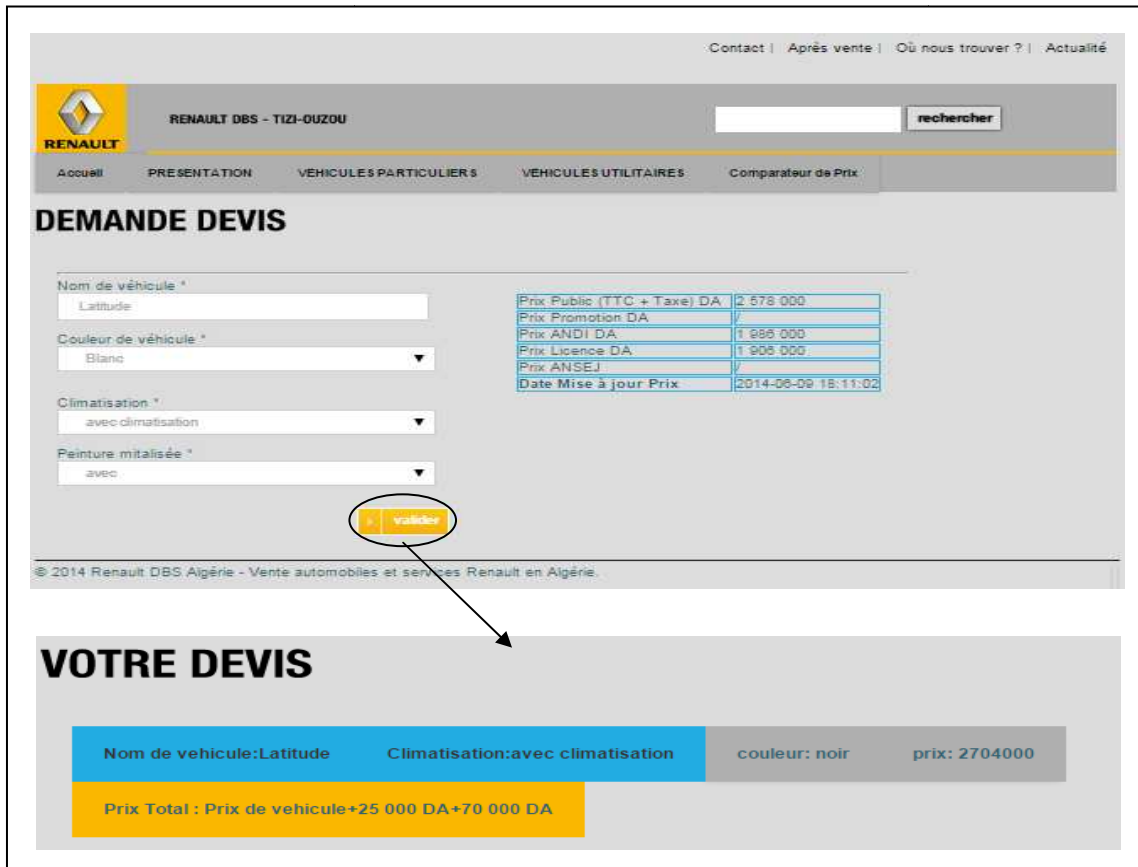 Contact | Après vente | Où nous trouver ? | Actualité
RENAULT
RENAULT DBS - TIZI-OUZOU
rechercher
Accueil PRESENTATION VEHICULES PARTICULIERS VEHICULES UTILITAIRES Comparateur de Prix
DEMANDE DEVIS
Nom de véhicule *
Latitude
Couleur de véhicule *
Blanc
Climatisation *
avec climatisation
Peinture mitalisée *
avec
valider
Prix Public (TTC + Taxe) DA 2 578 000
Prix Promotion DA /
Prix ANDI DA 1 986 000
Prix Licence DA 1 906 000
Prix ANSEJ /
Date Mise à jour Prix 2014-06-09 18:11:02
© 2014 Renault DBS Algérie - Vente automobiles et services Renault en Algérie.
VOTRE DEVIS
Nom de vehicule:Latitude Climatisation:avec climatisation couleur: noir prix: 2704000
Prix Total : Prix de vehicule+25 000 DA+70 000 DA